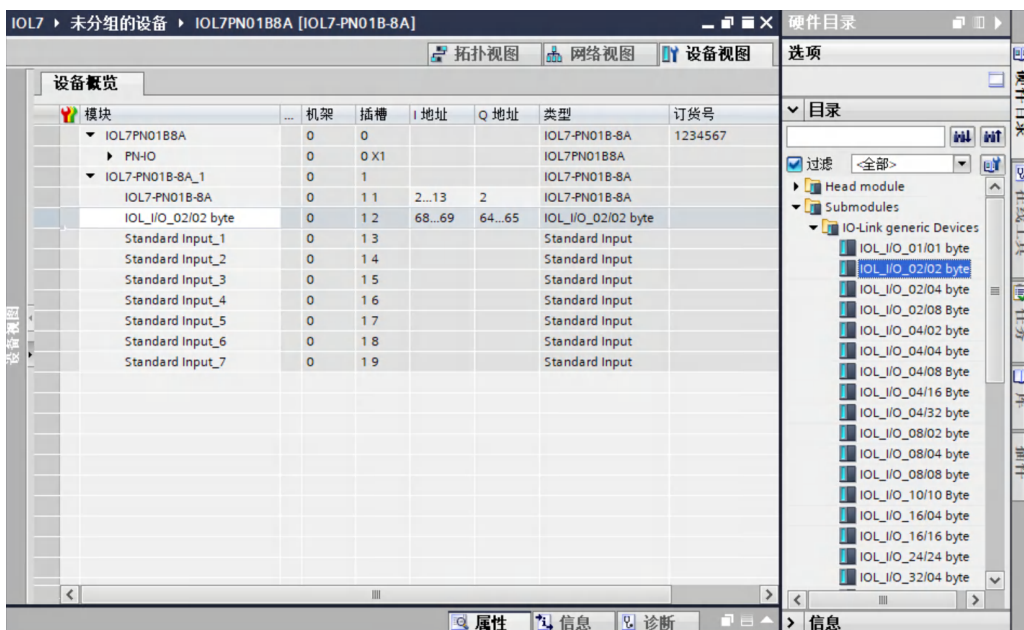 IOL7 ▸ 未分组的设备 ▸ IOL7PN01B8A [IOL7-PN01B-8A]
拓扑视图 网络视图 设备视图
设备概览
模块 ... 机架 插槽 I 地址 Q 地址 类型 订货号
IOL7PN01B8A 0 0 IOL7-PN01B-8A 1234567
PN-IO 0 0 X1 IOL7PN01B8A
IOL7-PN01B-8A_1 0 1 IOL7-PN01B-8A
IOL7-PN01B-8A 0 1 1 2...13 2 IOL7-PN01B-8A
IOL_I/O_02/02 byte 0 1 2 68...69 64...65 IOL_I/O_02/02 byte
Standard Input_1 0 1 3 Standard Input
Standard Input_2 0 1 4 Standard Input
Standard Input_3 0 1 5 Standard Input
Standard Input_4 0 1 6 Standard Input
Standard Input_5 0 1 7 Standard Input
Standard Input_6 0 1 8 Standard Input
Standard Input_7 0 1 9 Standard Input
设备视图
属性 信息 诊断
硬件目录
选项
目录
过滤 <全部>
Head module
Submodules
IO-Link generic Devices
IOL_I/O_01/01 byte
IOL_I/O_02/02 byte
IOL_I/O_02/04 byte
IOL_I/O_02/08 Byte
IOL_I/O_04/02 byte
IOL_I/O_04/04 byte
IOL_I/O_04/08 Byte
IOL_I/O_04/16 Byte
IOL_I/O_04/32 Byte
IOL_I/O_08/02 byte
IOL_I/O_08/04 byte
IOL_I/O_08/08 byte
IOL_I/O_10/10 Byte
IOL_I/O_16/04 byte
IOL_I/O_16/16 byte
IOL_I/O_24/24 byte
IOL_I/O_32/04 byte
信息